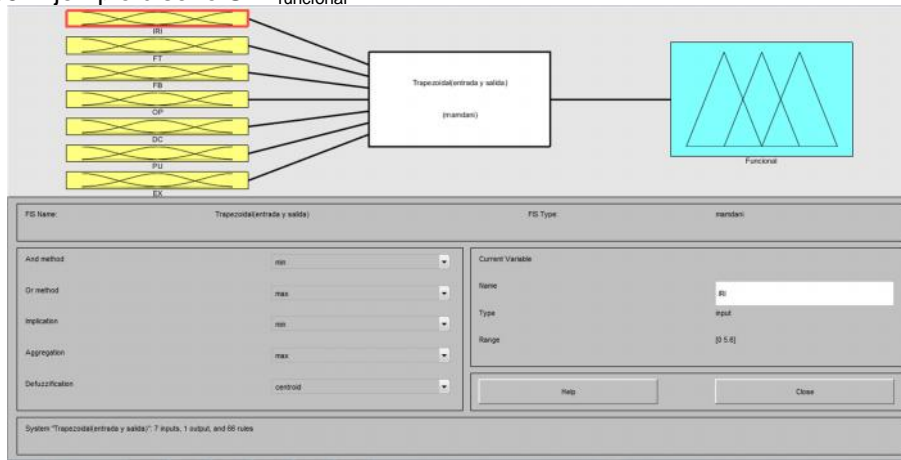 funcional
IRI
FT
FB
OP
DC
PU
EX
Trapezoidal(entrada y salida)
(mamdani)
Funcional
FIS Name: Trapezoidal(entrada y salida) FIS Type: mamdani
And method min
Or method max
Implication min
Aggregation max
Defuzzification centroid
Current Variable
Name IRI
Type input
Range [0 5.6]
Help Close
System "Trapezoidal(entrada y salida)": 7 inputs, 1 output, and 66 rules